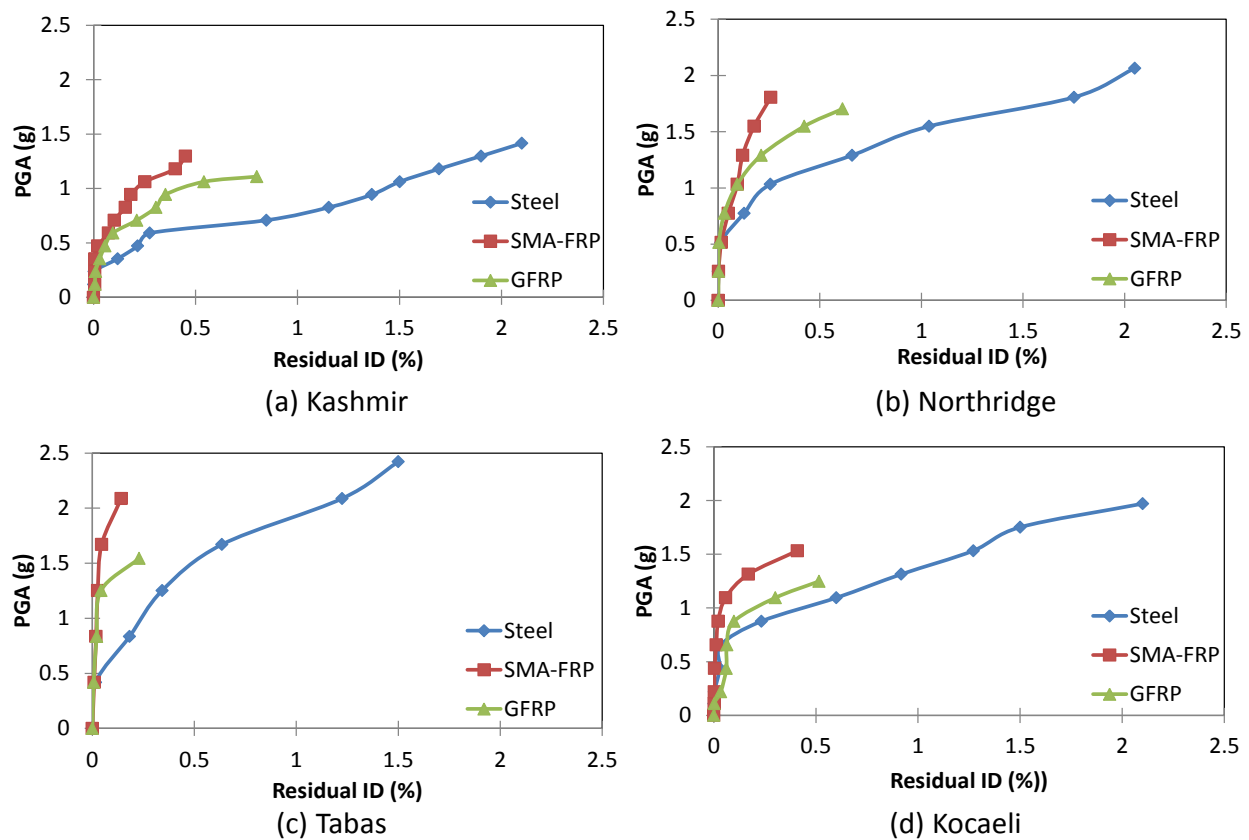 2.5
2
1.5
1
0.5
0
PGA (g)
0 0.5 1 1.5 2 2.5
Residual ID (%)
Steel
SMA-FRP
GFRP
(a) Kashmir
2.5
2
1.5
1
0.5
0
PGA (g)
0 0.5 1 1.5 2 2.5
Residual ID (%)
Steel
SMA-FRP
GFRP
(b) Northridge
2.5
2
1.5
1
0.5
0
PGA (g)
0 0.5 1 1.5 2 2.5
Residual ID (%)
Steel
SMA-FRP
GFRP
(c) Tabas
2.5
2
1.5
1
0.5
0
PGA (g)
0 0.5 1 1.5 2 2.5
Residual ID (%))
Steel
SMA-FRP
GFRP
(d) Kocaeli